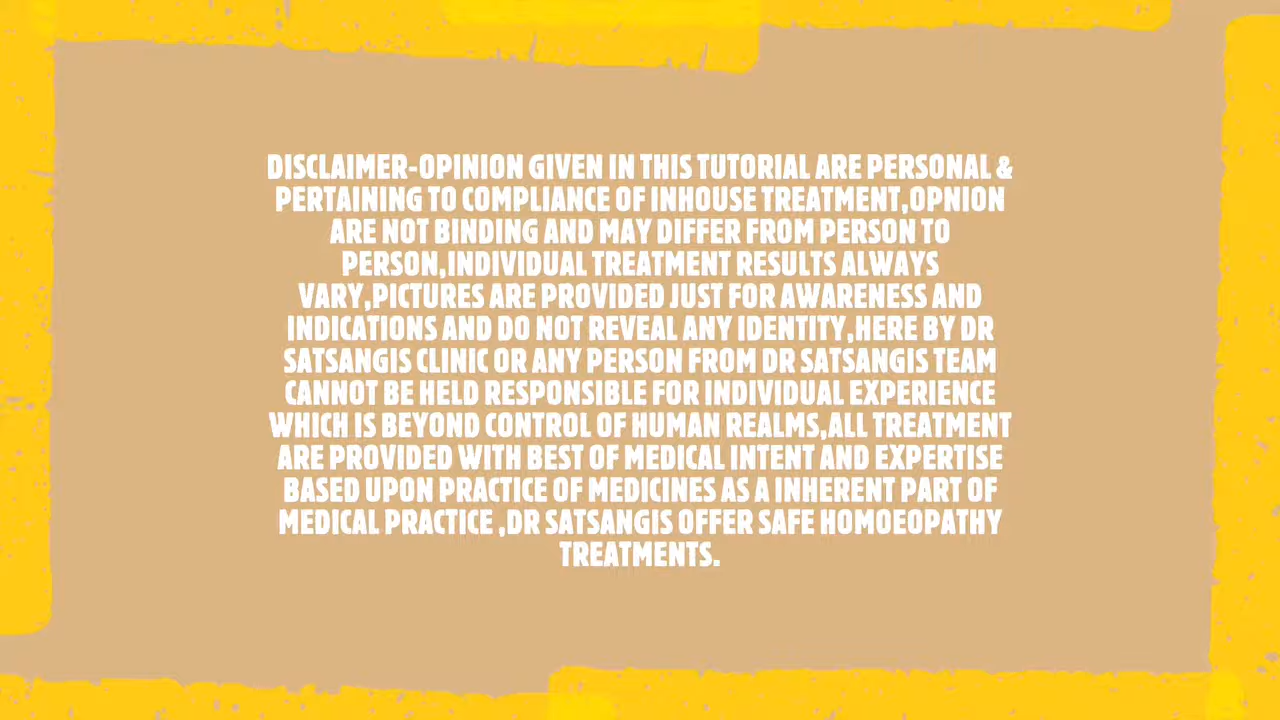 DISCLAIMER-OPINION GIVEN IN THIS TUTORIAL ARE PERSONAL &
PERTAINING TO COMPLIANCE OF INHOUSE TREATMENT,OPNION
ARE NOT BINDING AND MAY DIFFER FROM PERSON TO
PERSON,INDIVIDUAL TREATMENT RESULTS ALWAYS
VARY,PICTURES ARE PROVIDED JUST FOR AWARENESS AND
INDICATIONS AND DO NOT REVEAL ANY IDENTITY,HERE BY DR
SATSANGIS CLINIC OR ANY PERSON FROM DR SATSANGIS TEAM
CANNOT BE HELD RESPONSIBLE FOR INDIVIDUAL EXPERIENCE
WHICH IS BEYOND CONTROL OF HUMAN REALMS,ALL TREATMENT
ARE PROVIDED WITH BEST OF MEDICAL INTENT AND EXPERTISE
BASED UPON PRACTICE OF MEDICINES AS A INHERENT PART OF
MEDICAL PRACTICE ,DR SATSANGIS OFFER SAFE HOMOEOPATHY
TREATMENTS.